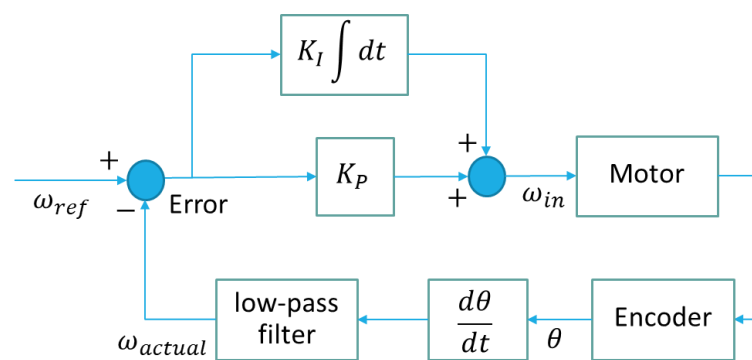 K_I ∫ dt
+
+
K_P
+
Motor
ω_ref
−
Error
+
ω_in
low-pass
filter
dθ
dt
Encoder
ω_actual
θ